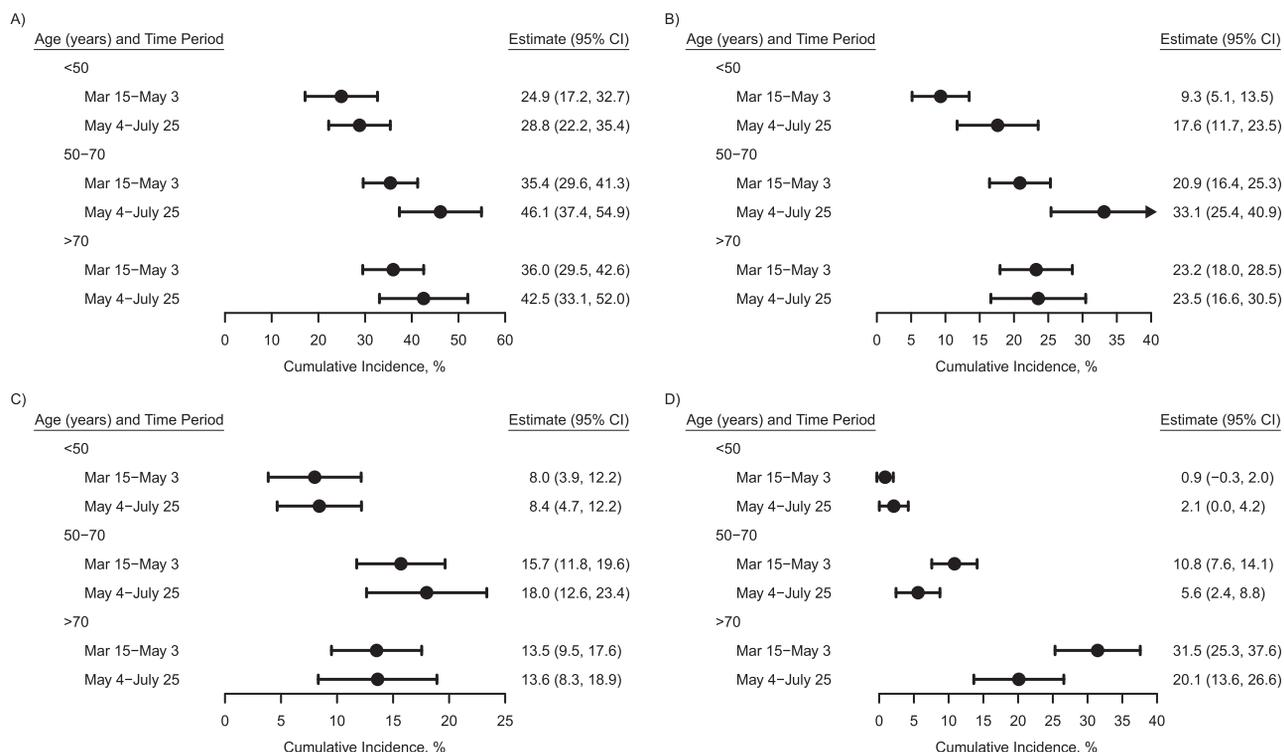 A)
Age (years) and Time Period Estimate (95% CI)
<50
Mar 15−May 3 24.9 (17.2, 32.7)
May 4−July 25 28.8 (22.2, 35.4)
50−70
Mar 15−May 3 35.4 (29.6, 41.3)
May 4−July 25 46.1 (37.4, 54.9)
>70
Mar 15−May 3 36.0 (29.5, 42.6)
May 4−July 25 42.5 (33.1, 52.0)
0 10 20 30 40 50 60
Cumulative Incidence, %
B)
Age (years) and Time Period Estimate (95% CI)
<50
Mar 15−May 3 9.3 (5.1, 13.5)
May 4−July 25 17.6 (11.7, 23.5)
50−70
Mar 15−May 3 20.9 (16.4, 25.3)
May 4−July 25 33.1 (25.4, 40.9)
>70
Mar 15−May 3 23.2 (18.0, 28.5)
May 4−July 25 23.5 (16.6, 30.5)
0 5 10 15 20 25 30 35 40
Cumulative Incidence, %
C)
Age (years) and Time Period Estimate (95% CI)
<50
Mar 15−May 3 8.0 (3.9, 12.2)
May 4−July 25 8.4 (4.7, 12.2)
50−70
Mar 15−May 3 15.7 (11.8, 19.6)
May 4−July 25 18.0 (12.6, 23.4)
>70
Mar 15−May 3 13.5 (9.5, 17.6)
May 4−July 25 13.6 (8.3, 18.9)
0 5 10 15 20 25
Cumulative Incidence, %
D)
Age (years) and Time Period Estimate (95% CI)
<50
Mar 15−May 3 0.9 (−0.3, 2.0)
May 4−July 25 2.1 (0.0, 4.2)
50−70
Mar 15−May 3 10.8 (7.6, 14.1)
May 4−July 25 5.6 (2.4, 8.8)
>70
Mar 15−May 3 31.5 (25.3, 37.6)
May 4−July 25 20.1 (13.6, 26.6)
0 5 10 15 20 25 30 35 40
Cumulative Incidence, %